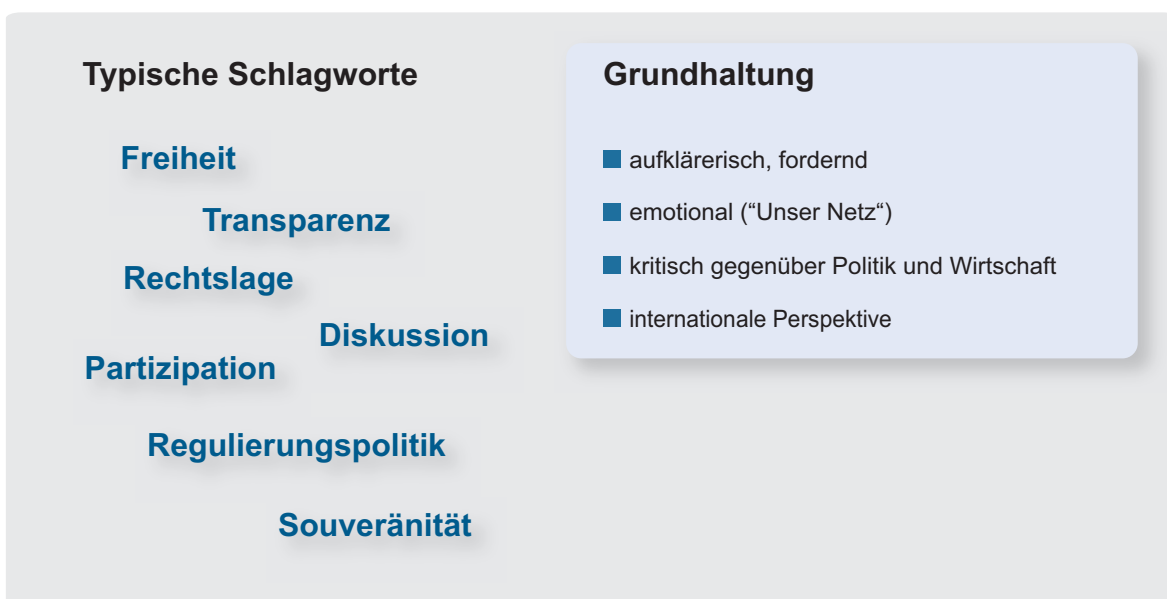 Typische Schlagworte
Freiheit
Transparenz
Rechtslage
Diskussion
Partizipation
Regulierungspolitik
Souveränität
Grundhaltung
aufklärerisch, fordernd
emotional (“Unser Netz“)
kritisch gegenüber Politik und Wirtschaft
internationale Perspektive